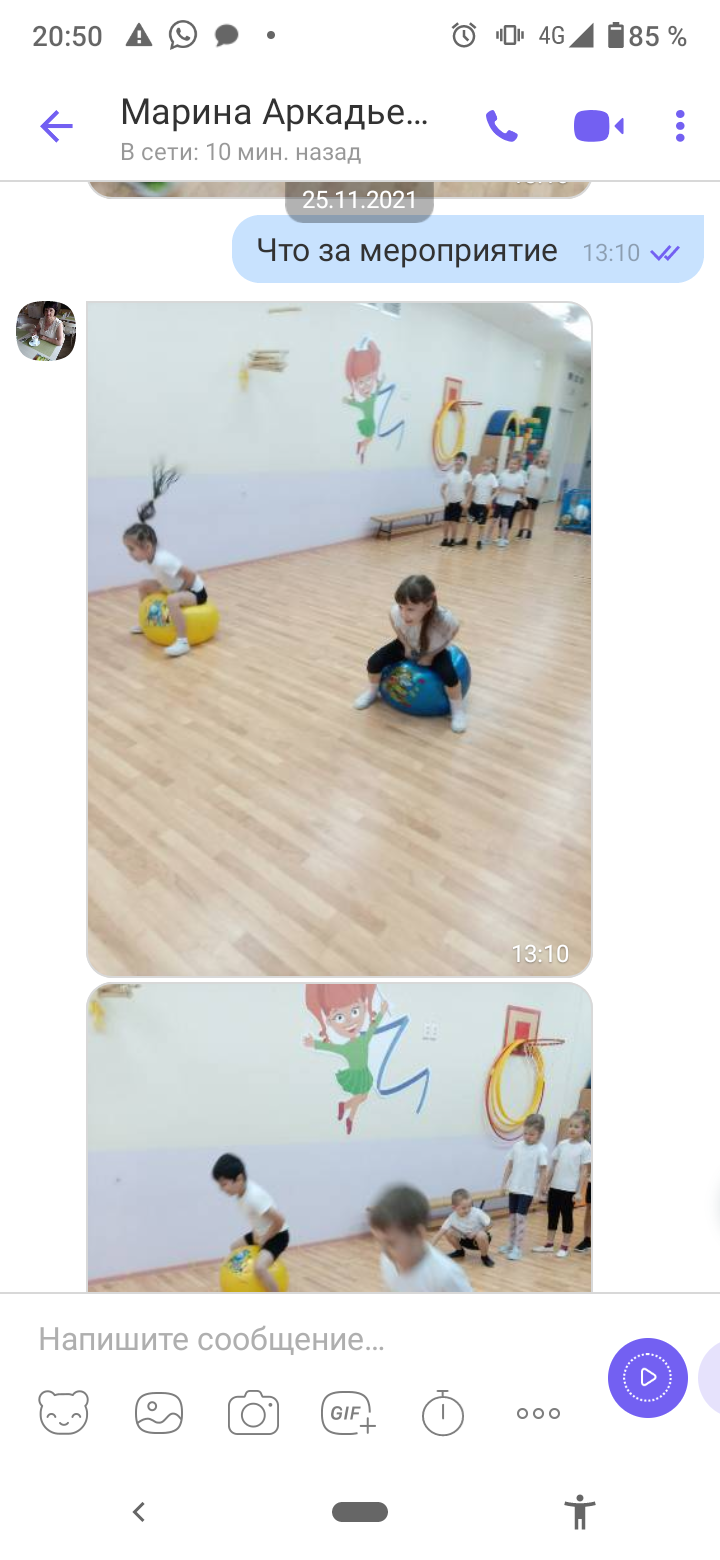 20:50
4G
85 %
Марина Аркадье...
В сети: 10 мин. назад
25.11.2021
Что за мероприятие 13:10
13:10
Напишите сообщение...
GIF